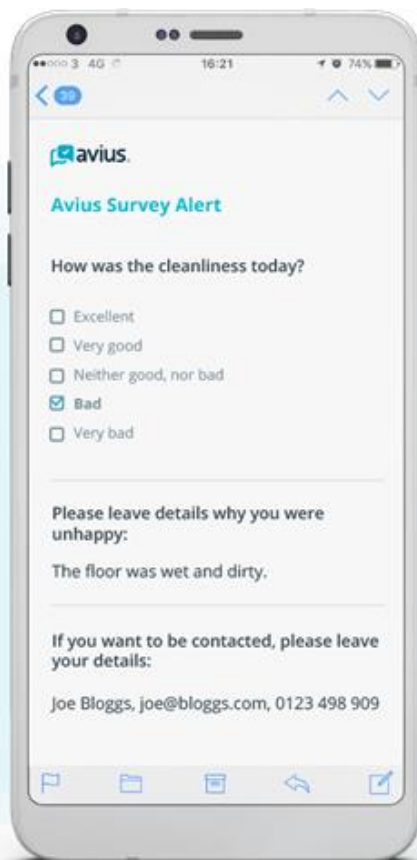 3 4G 16:21 74%
39
avius.
Avius Survey Alert
How was the cleanliness today?
Excellent
Very good
Neither good, nor bad
Bad
Very bad
Please leave details why you were
unhappy:
The floor was wet and dirty.
If you want to be contacted, please leave
your details:
Joe Bloggs, joe@bloggs.com, 0123 498 909